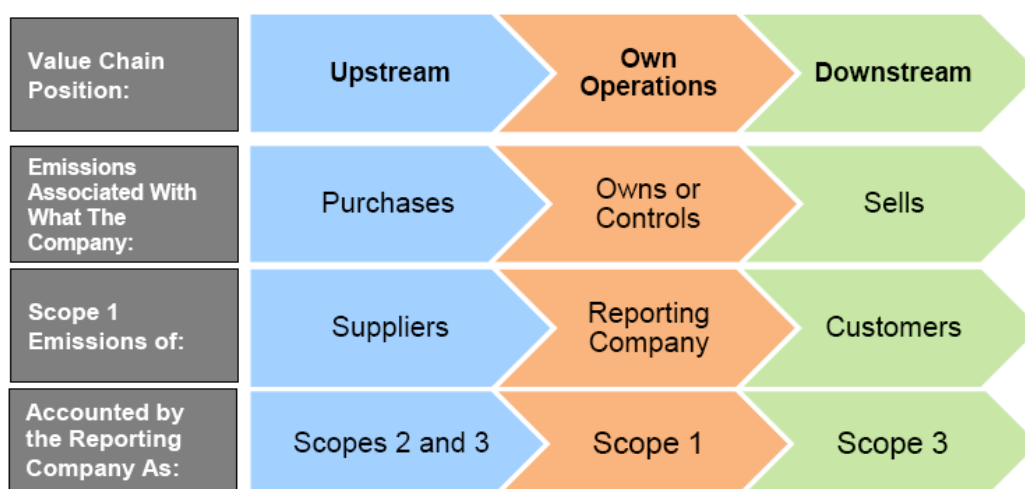 Value Chain
Position:
Upstream
Own
Operations
Downstream
Emissions
Associated With
What The
Company:
Purchases
Owns or
Controls
Sells
Scope 1
Emissions of:
Suppliers
Reporting
Company
Customers
Accounted by
the Reporting
Company As:
Scopes 2 and 3
Scope 1
Scope 3